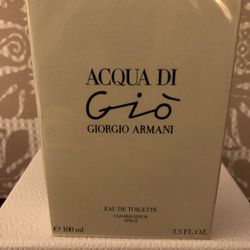 ACQUA DI
Giò
GIORGIO ARMANI
EAU DE TOILETTE
VAPORISATEUR
SPRAY
e 100 ml 3.3 FL.OZ